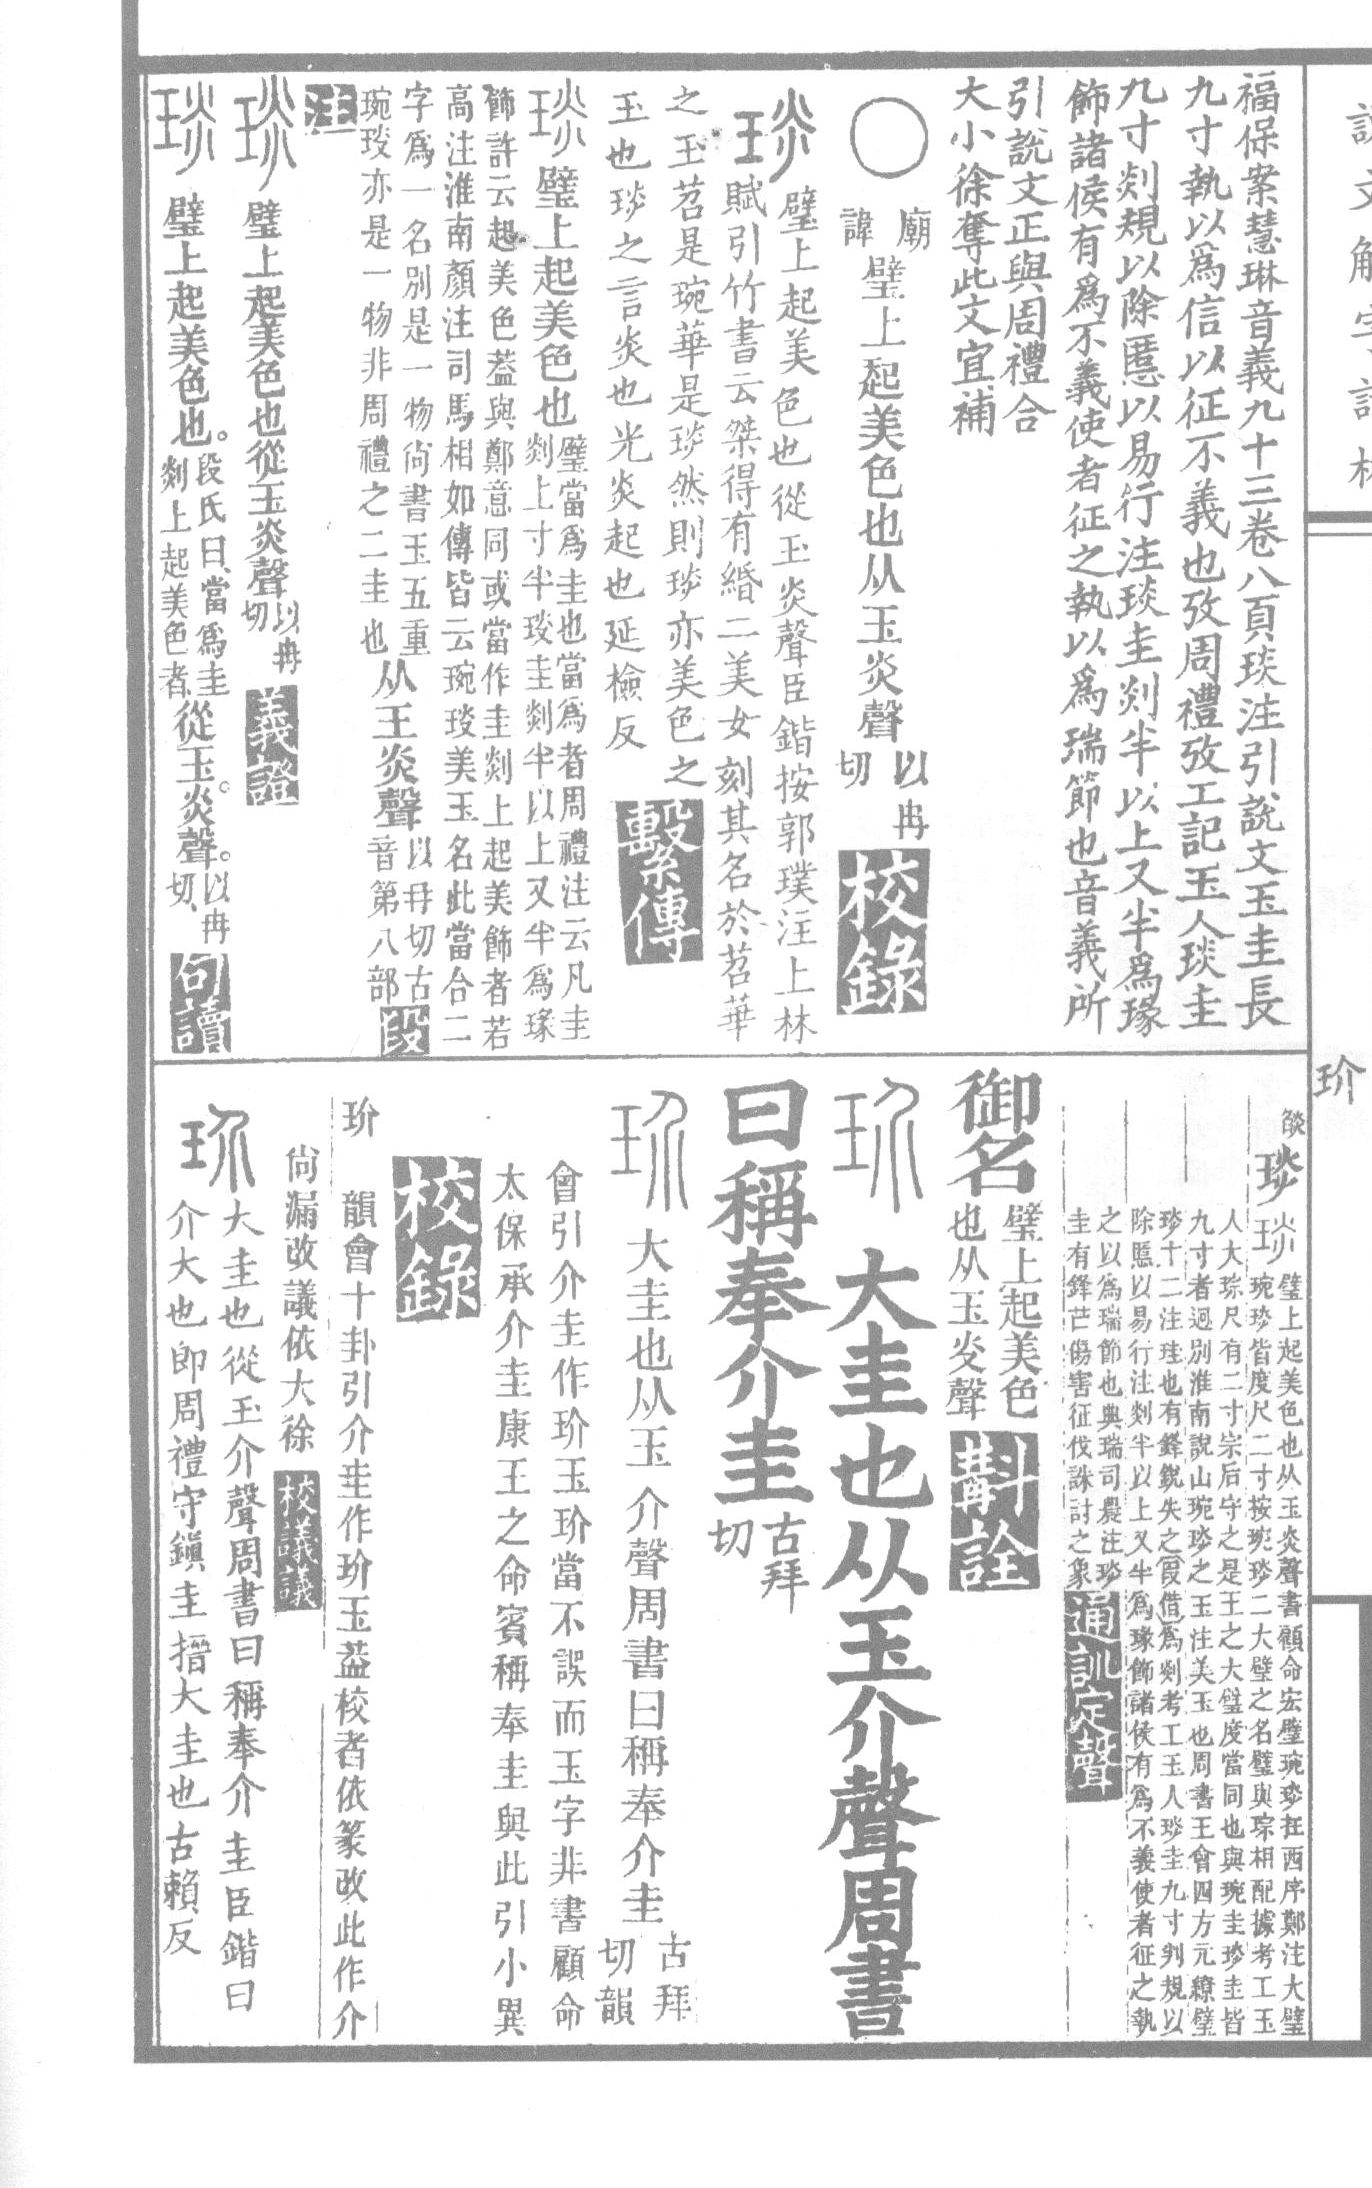 說文解字詁林
玠
福保案慧琳音義九十三卷八頁琰注引說文玉圭長
九寸執以爲信以征不義也攷周禮攷工記玉人琰圭
九寸剡規以除慝以易行注琰圭剡半以上又半爲瑑
飾諸侯有爲不義使者征之執以爲瑞節也音義所
引說文正與周禮合
大小徐奪此文宜補
〇廟諱璧上起美色也从玉炎聲以冉切校錄
琰璧上起美色也從玉炎聲臣鍇按郭璞注上林
賦引竹書云桀得有緡二美女刻其名於苕華
之玉苕是琬華是琰然則琰亦美色之
玉也琰之言炎也光炎起也延檢反繫傳
琰璧上起美色也璧當爲圭也當爲者周禮注云凡圭
剡上寸半琰圭剡半以上又半爲瑑
飾許云起美色葢與鄭意同或當作圭剡上起美飾者若
高注淮南顏注司馬相如傳皆云琬琰美玉名此當合二
字爲一名別是一物尙書玉五重
琬琰亦是一物非周禮之二圭也从王炎聲以冄切古音第八部段注
琰璧上起美色也從玉炎聲以冉切義證
琰璧上起美色也。段氏曰、當爲圭剡上起美色者、從玉。炎聲。以冉切、句讀
燄琰琰璧上起美色也从玉炎聲書顧命宏璧琬琰在西序鄭注大璧
琬琰皆度尺二寸按琬琰二大璧之名璧與琮相配據考工玉
人大琮尺有二寸宗后守之是王之大璧度當同也與琬圭琰圭皆
九寸者迥別淮南說山琬琰之玉注美玉也周書王會四方元繚璧
琰十二注珪也有鋒銳失之叚借爲剡考工玉人琰圭九寸判規以
除慝以易行注剡半以上又半爲瑑飾諸侯有爲不義使者征之執
之以爲瑞節也典瑞司農注琰
圭有鋒芒傷害征伐誅討之象通訓定聲
御名璧上起美色也从玉炎聲斠詮
玠大圭也从玉介聲周書
曰稱奉介圭古拜切
玠大圭也从玉介聲周書曰稱奉介圭古拜切韻
會引介圭作玠玉玠當不誤而玉字非書顧命
太保承介圭康王之命賓稱奉圭與此引小異
校錄
玠韻會十卦引介圭作玠玉葢校者依篆改此作介
尙漏改議依大徐校議議
玠大圭也從玉介聲周書曰稱奉介圭臣鍇曰
介大也卽周禮守鎭圭搢大圭也古賴反